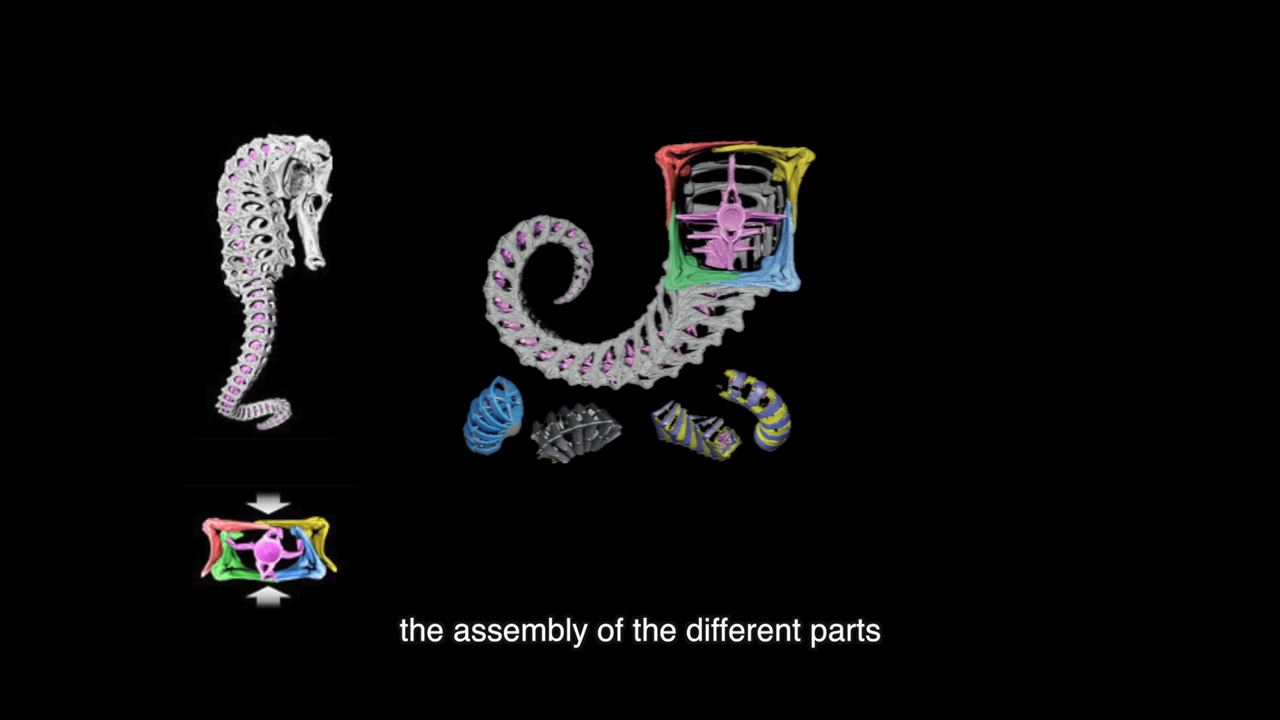 the assembly of the different parts